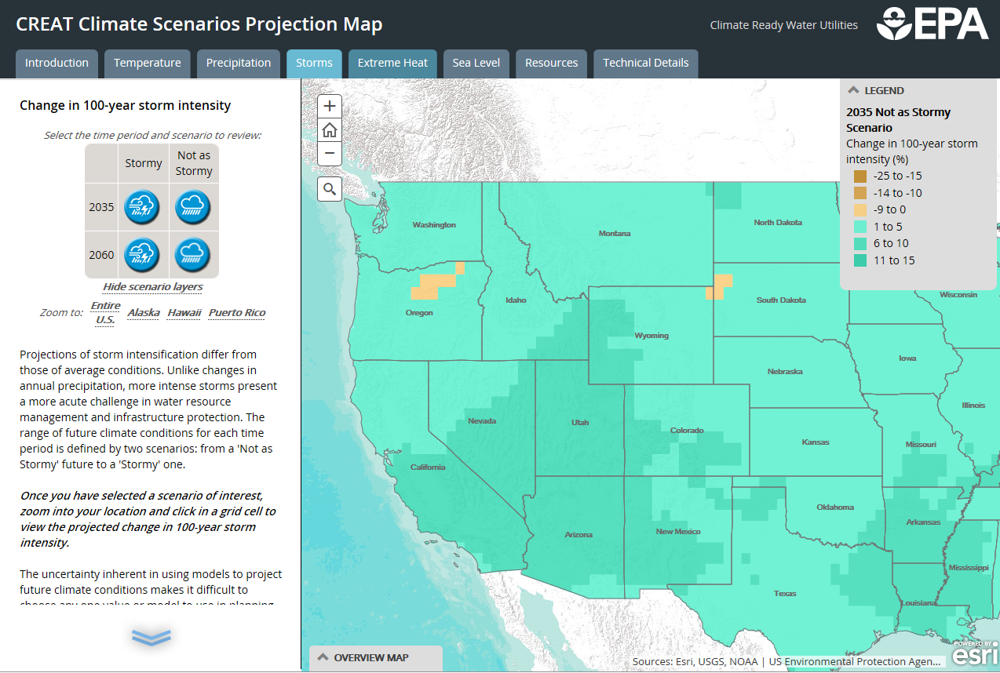 CREAT Climate Scenarios Projection Map
Climate Ready Water Utilities
EPA
Introduction
Temperature
Precipitation
Storms
Extreme Heat
Sea Level
Resources
Technical Details
Change in 100-year storm intensity
Select the time period and scenario to review:
Stormy
Not as
Stormy
2035
2060
Hide scenario layers
Zoom to:
Entire
U.S.
Alaska
Hawaii
Puerto Rico
Projections of storm intensification differ from
those of average conditions. Unlike changes in
annual precipitation, more intense storms present
a more acute challenge in water resource
management and infrastructure protection. The
range of future climate conditions for each time
period is defined by two scenarios: from a 'Not as
Stormy' future to a 'Stormy' one.
Once you have selected a scenario of interest,
zoom into your location and click in a grid cell to
view the projected change in 100-year storm
intensity.
The uncertainty inherent in using models to project
future climate conditions makes it difficult to
choose any one value or model to use in planning
+
−
LEGEND
2035 Not as Stormy
Scenario
Change in 100-year storm
intensity (%)
-25 to -15
-14 to -10
-9 to 0
1 to 5
6 to 10
11 to 15
Washington
Montana
North Dakota
Oregon
Idaho
South Dakota
Wisconsin
Wyoming
Nebraska
Iowa
Illinois
Nevada
Utah
Colorado
Kansas
Missouri
California
Oklahoma
Arkansas
Arizona
New Mexico
Mississippi
Texas
Louisiana
OVERVIEW MAP
Sources: Esri, USGS, NOAA | US Environmental Protection Agen...
POWERED BY
esri